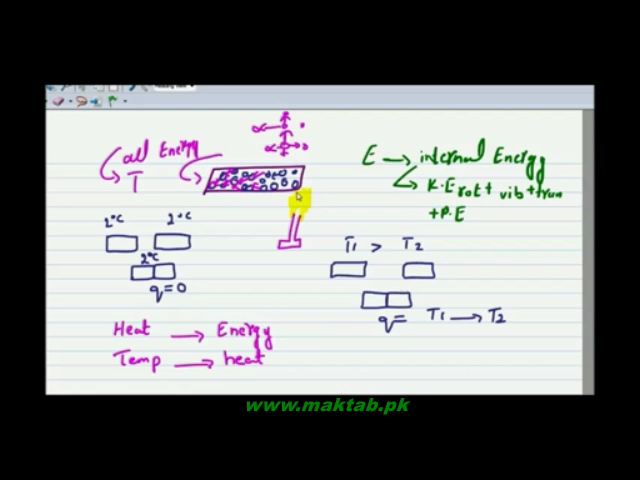 all Energy
T
E → internal Energy
K.E rot + vib + tran
+ P.E
2°C 2°C
2°C
q=0
T1 > T2
q= T1 → T2
Heat → Energy
Temp → heat
www.maktab.pk